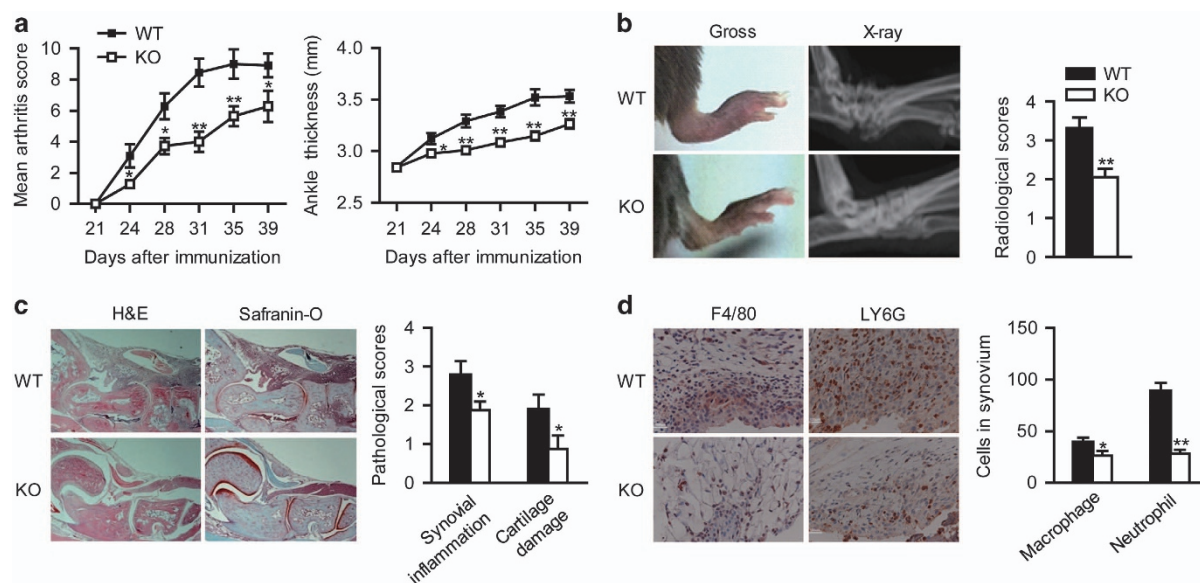 a
WT
KO
Mean arthritis score
10
8
6
4
2
0
* * ** ** *
21 24 28 31 35 39
Days after immunization
Ankle thickness (mm)
4.0
3.5
3.0
2.5
* ** ** ** **
21 24 28 31 35 39
Days after immunization
b
Gross X-ray
WT
KO
WT
KO
Radiological scores
4
3
2
1
0
**
c
H&E Safranin-O
WT
KO
Pathological scores
4
3
2
1
0
* *
Synovial
inflammation
Cartilage
damage
d
F4/80 LY6G
WT
KO
Cells in synovium
150
100
50
0
* **
Macrophage
Neutrophil